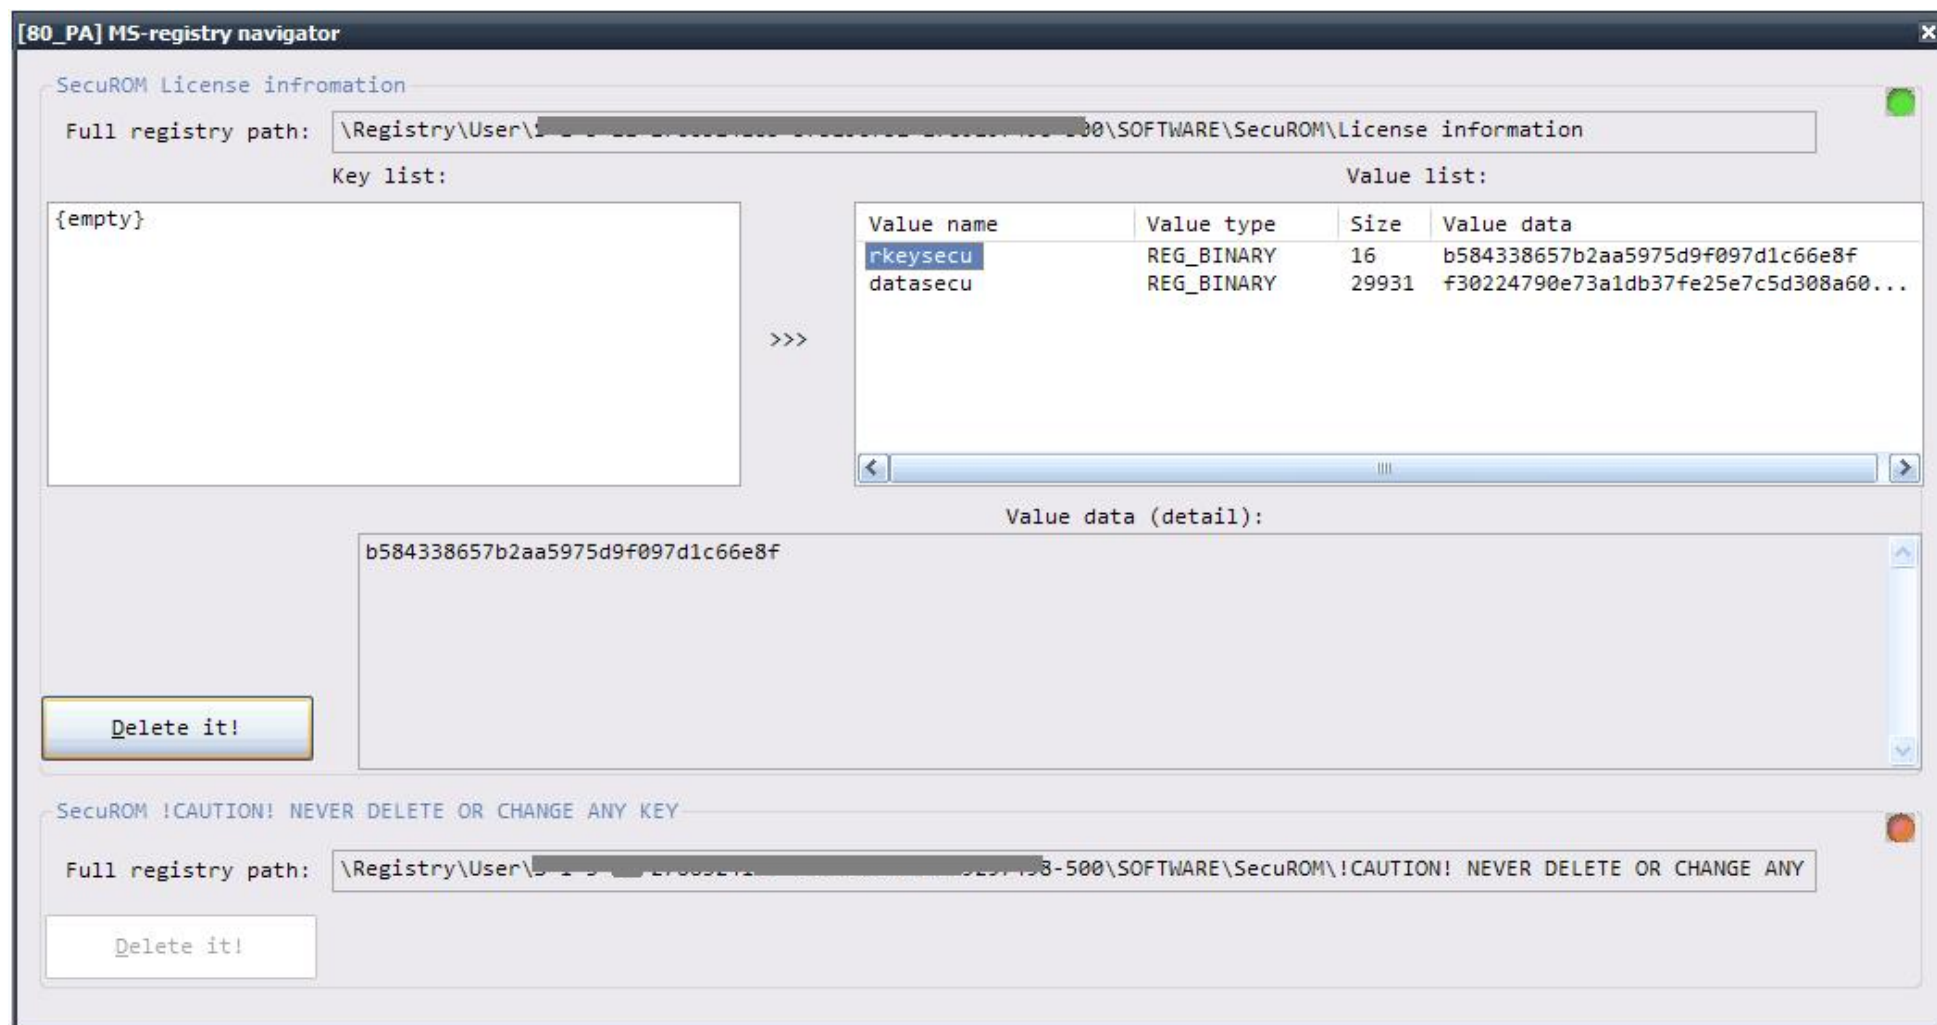 [80_PA] MS-registry navigator
SecuROM License infromation
Full registry path: \Registry\User\ 00\SOFTWARE\SecuROM\License information
Key list: Value list:
{empty}
Value name Value type Size Value data
rkeysecu REG_BINARY 16 b584338657b2aa5975d9f097d1c66e8f
datasecu REG_BINARY 29931 f30224790e73a1db37fe25e7c5d308a60...
>>>
Value data (detail):
b584338657b2aa5975d9f097d1c66e8f
Delete it!
SecuROM !CAUTION! NEVER DELETE OR CHANGE ANY KEY
Full registry path: \Registry\User\ 8-500\SOFTWARE\SecuROM\!CAUTION! NEVER DELETE OR CHANGE ANY
Delete it!